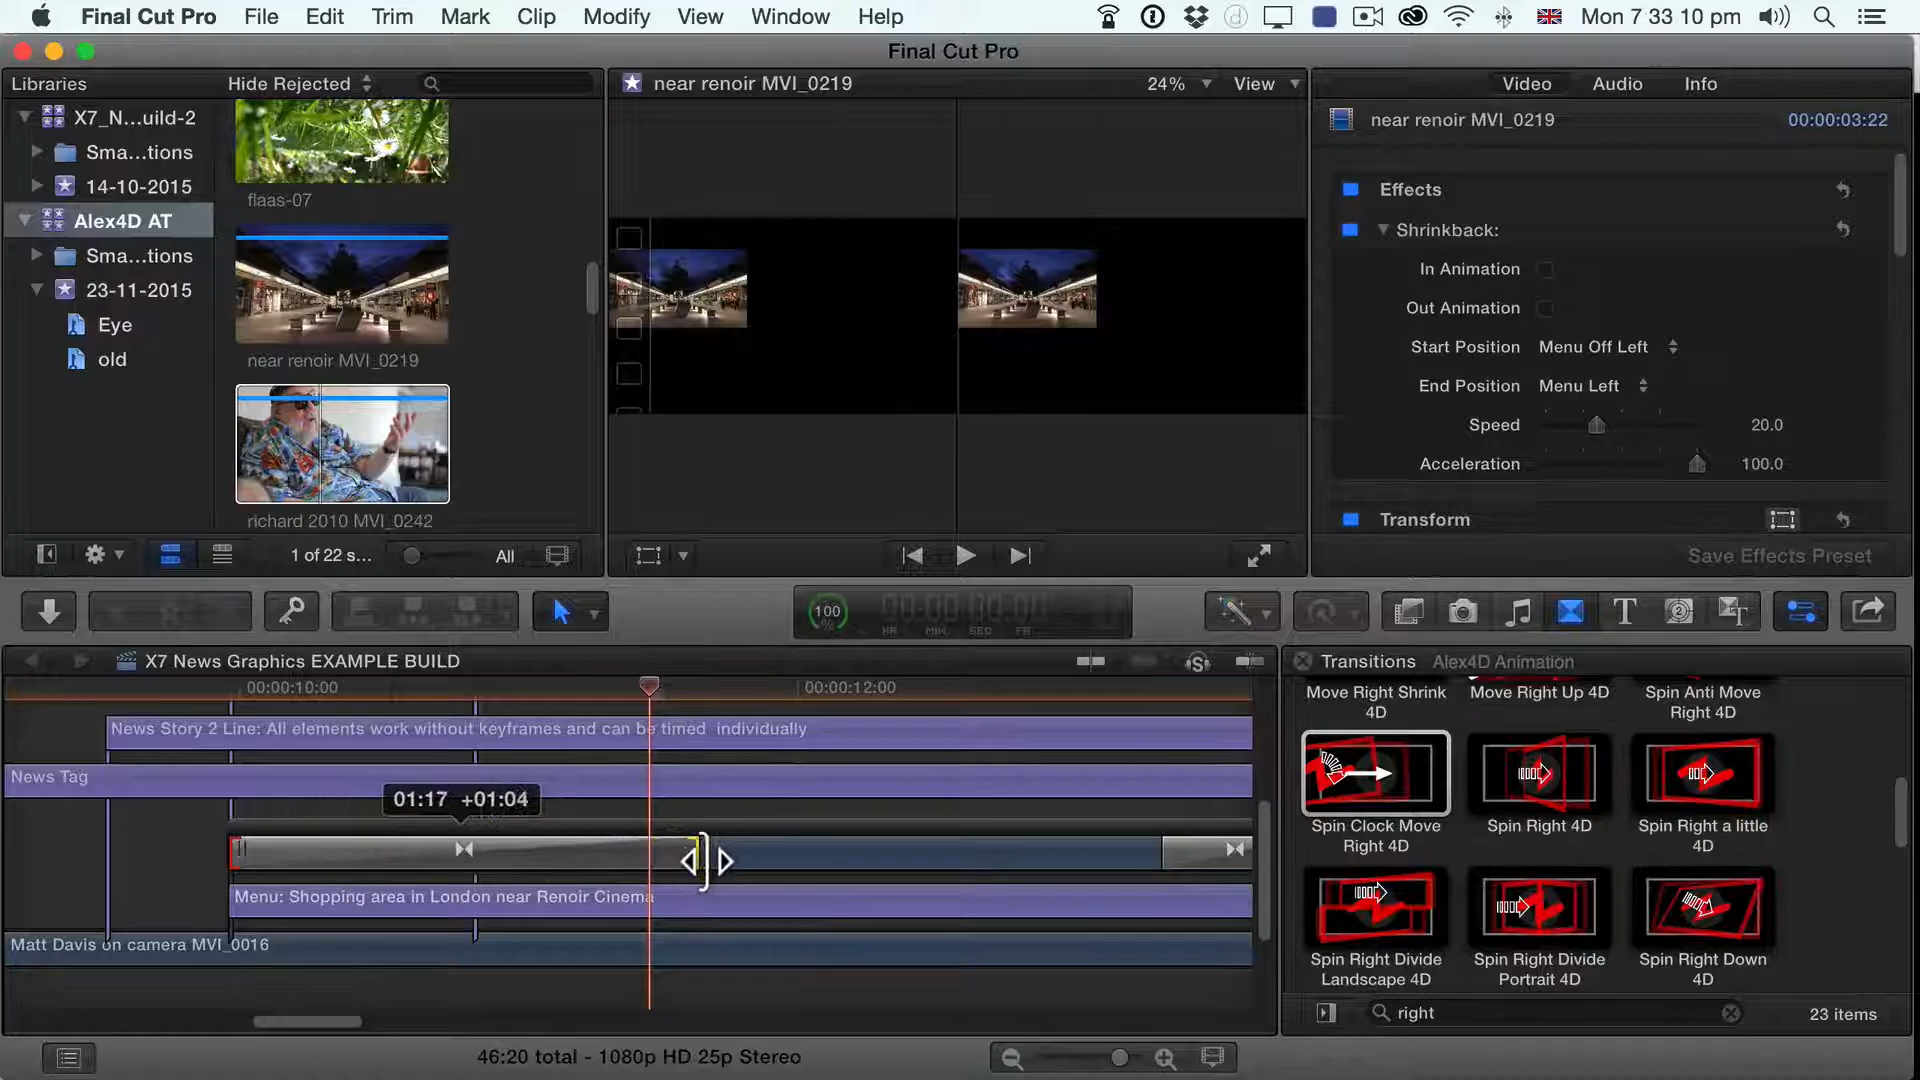 Final Cut Pro File Edit Trim Mark Clip Modify View Window Help Mon 7 33 10 pm
Final Cut Pro
Libraries
Hide Rejected
near renoir MVI_0219
24%
View
Video
Audio
Info
X7_N...uild-2
Sma...tions
14-10-2015
Alex4D AT
Sma...tions
23-11-2015
Eye
old
flaas-07
near renoir MVI_0219
richard 2010 MVI_0242
1 of 22 s...
All
near renoir MVI_0219
00:00:03:22
Effects
Shrinkback:
In Animation
Out Animation
Start Position Menu Off Left
End Position Menu Left
Speed 20.0
Acceleration 100.0
Transform
Save Effects Preset
100
%
HR MIN SEC FR
X7 News Graphics EXAMPLE BUILD
00:00:10:00
00:00:12:00
News Story 2 Line: All elements work without keyframes and can be timed individually
News Tag
01:17 +01:04
Menu: Shopping area in London near Renoir Cinema
Matt Davis on camera MVI_0016
46:20 total - 1080p HD 25p Stereo
Transitions
Alex4D Animation
Move Right Shrink
4D
Move Right Up 4D
Spin Anti Move
Right 4D
Spin Clock Move
Right 4D
Spin Right 4D
Spin Right a little
4D
Spin Right Divide
Landscape 4D
Spin Right Divide
Portrait 4D
Spin Right Down
4D
right
23 items